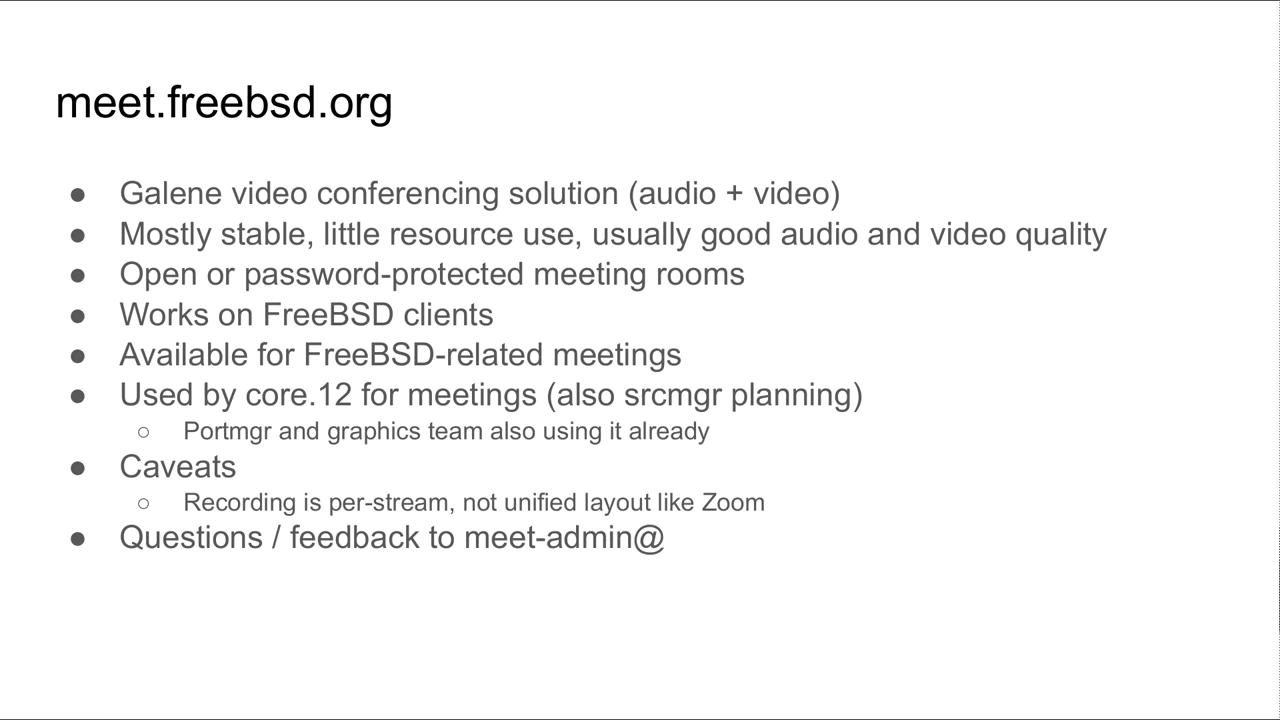 meet.freebsd.org
● Galene video conferencing solution (audio + video)
● Mostly stable, little resource use, usually good audio and video quality
● Open or password-protected meeting rooms
● Works on FreeBSD clients
● Available for FreeBSD-related meetings
● Used by core.12 for meetings (also srcmgr planning)
○ Portmgr and graphics team also using it already
● Caveats
○ Recording is per-stream, not unified layout like Zoom
● Questions / feedback to meet-admin@